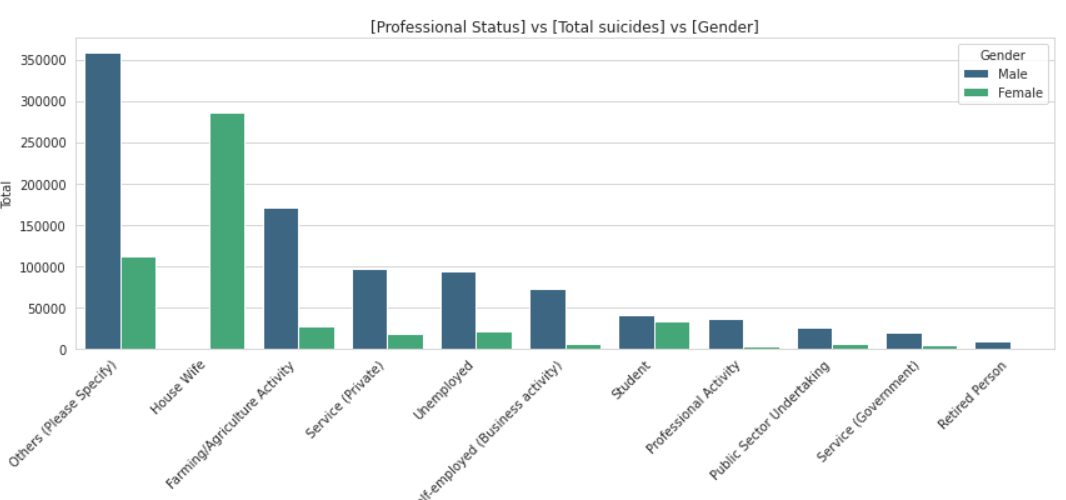 [Professional Status] vs [Total suicides] vs [Gender]
Gender
Male
Female
Total
350000
300000
250000
200000
150000
100000
50000
0
Others (Please Specify)
House Wife
Farming/Agriculture Activity
Service (Private)
Unemployed
(Business activity)
Student
Professional Activity
Public Sector Undertaking
Service (Government)
Retired Person